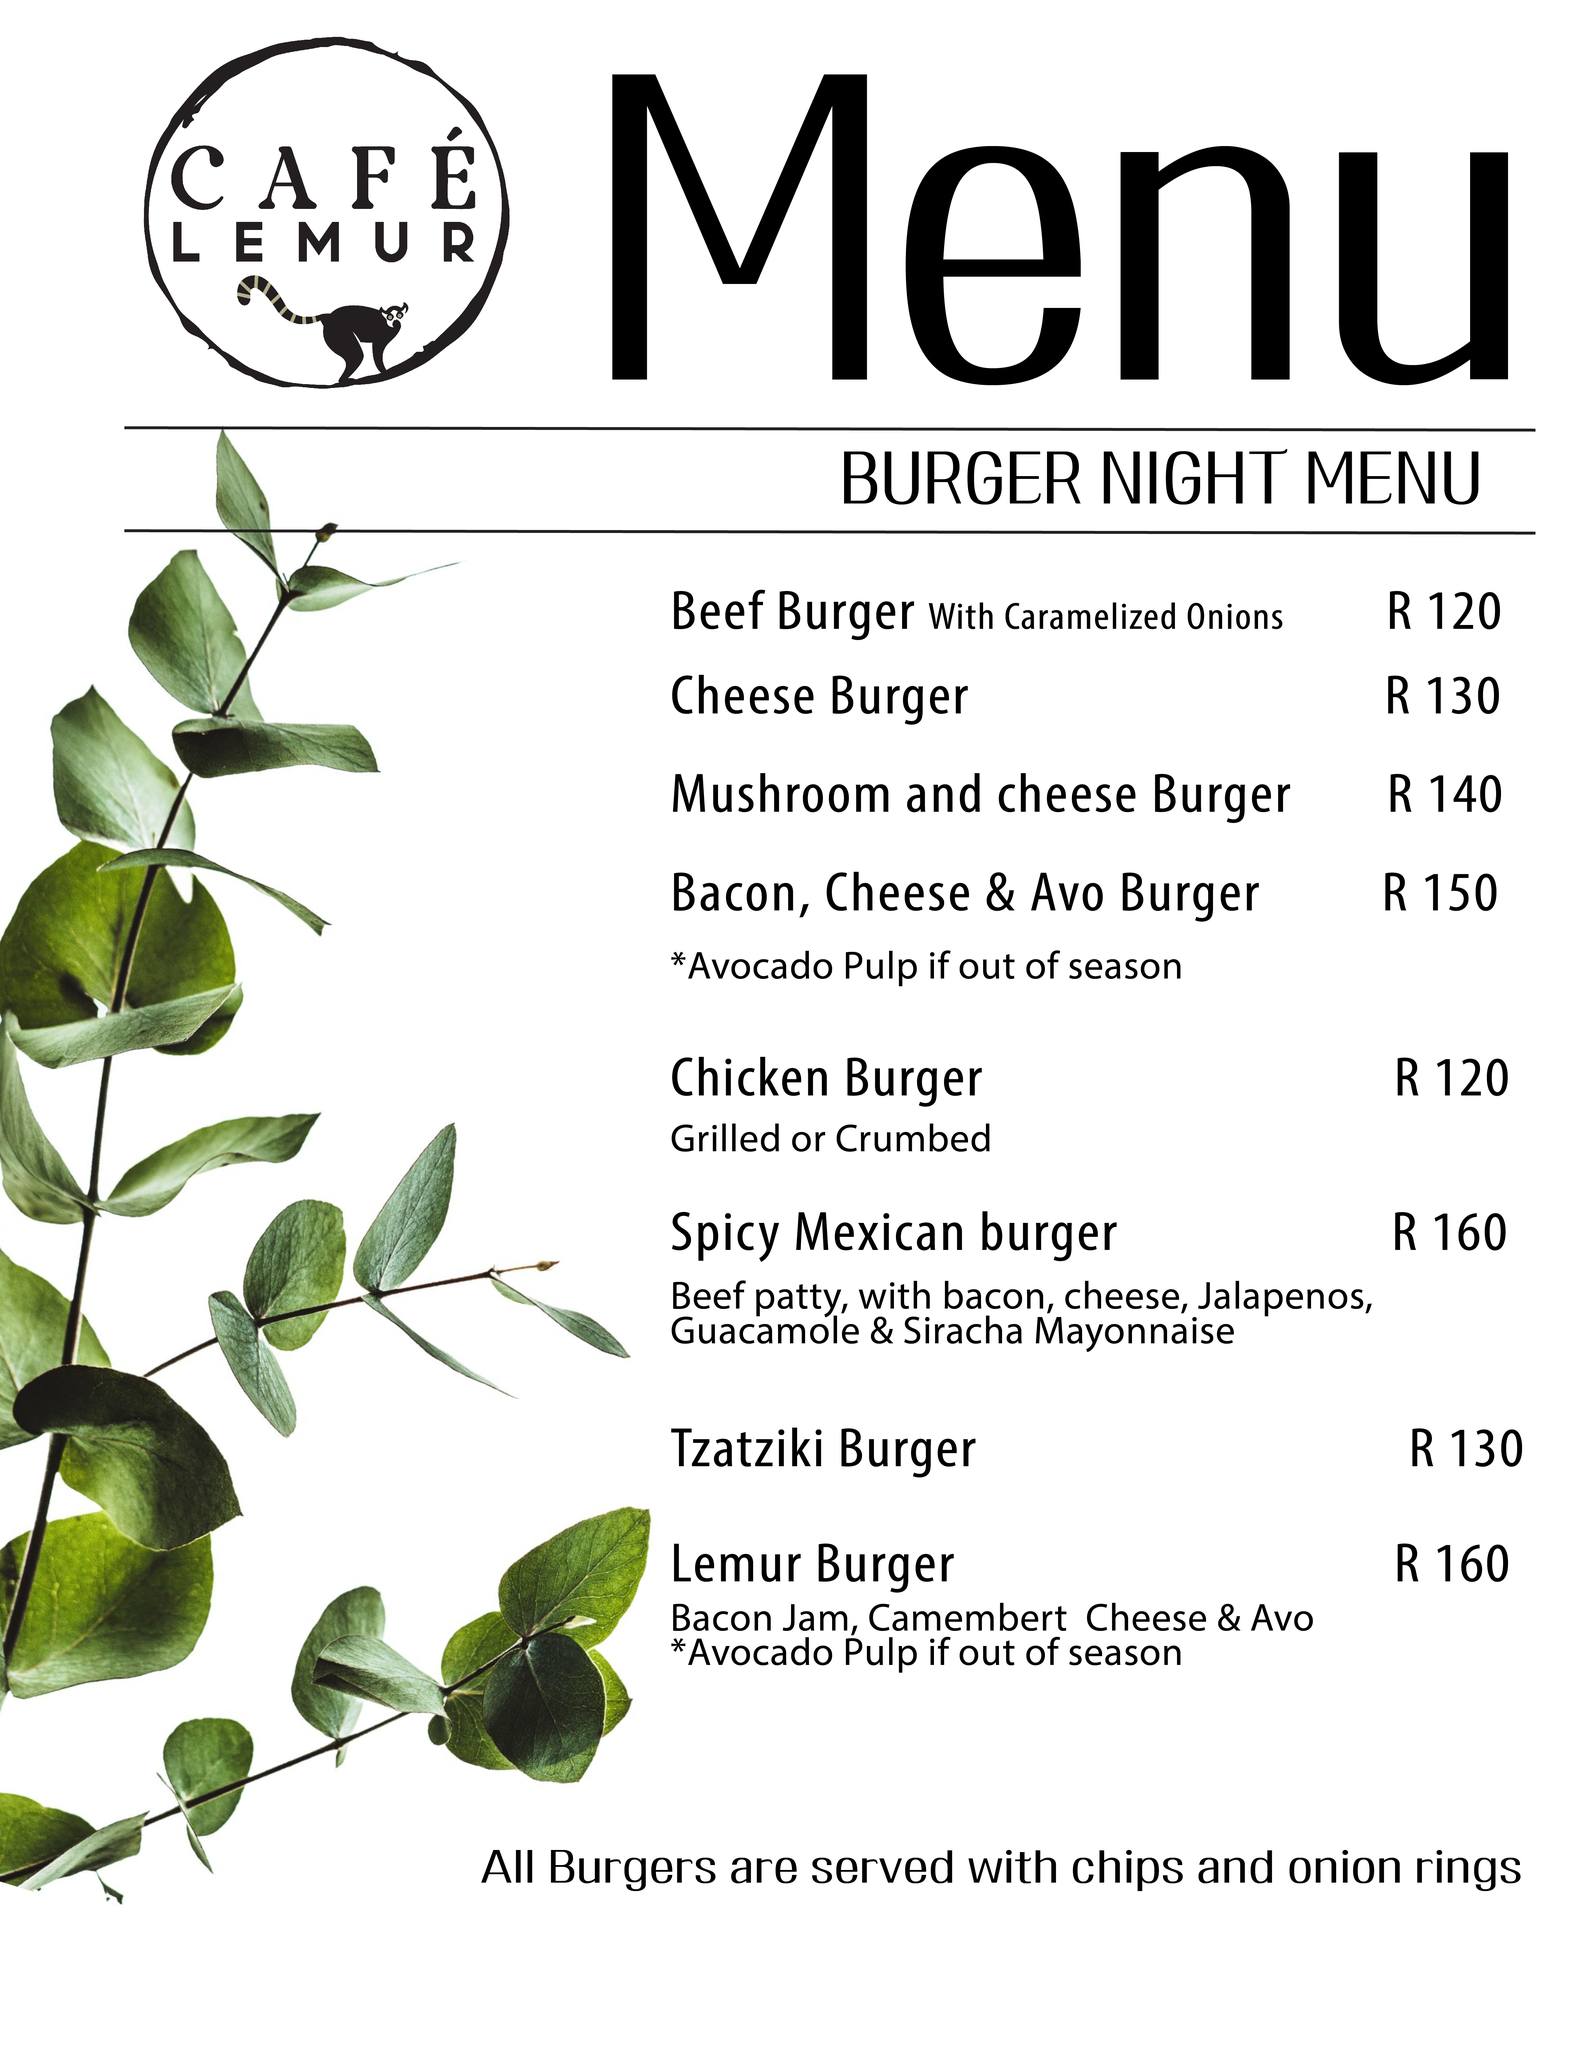 CAFÉ
LEMUR
Menu
BURGER NIGHT MENU
Beef Burger With Caramelized Onions R 120
Cheese Burger R 130
Mushroom and cheese Burger R 140
Bacon, Cheese & Avo Burger R 150
*Avocado Pulp if out of season
Chicken Burger R 120
Grilled or Crumbed
Spicy Mexican burger R 160
Beef patty, with bacon, cheese, Jalapenos,
Guacamole & Siracha Mayonnaise
Tzatziki Burger R 130
Lemur Burger R 160
Bacon Jam, Camembert Cheese & Avo
*Avocado Pulp if out of season
All Burgers are served with chips and onion rings